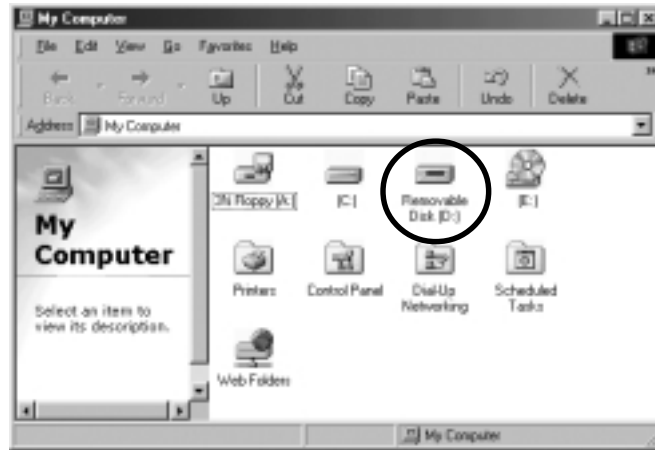 My Computer
File Edit View Go Favorites Help
Back Forward Up Cut Copy Paste Undo Delete
Address My Computer
My
Computer
Select an item to
view its description.
Floppy (A:)
(C:)
Removable
Disk (D:)
(E:)
Printers
Control Panel
Dial-Up
Networking
Scheduled
Tasks
Web Folders
My Computer